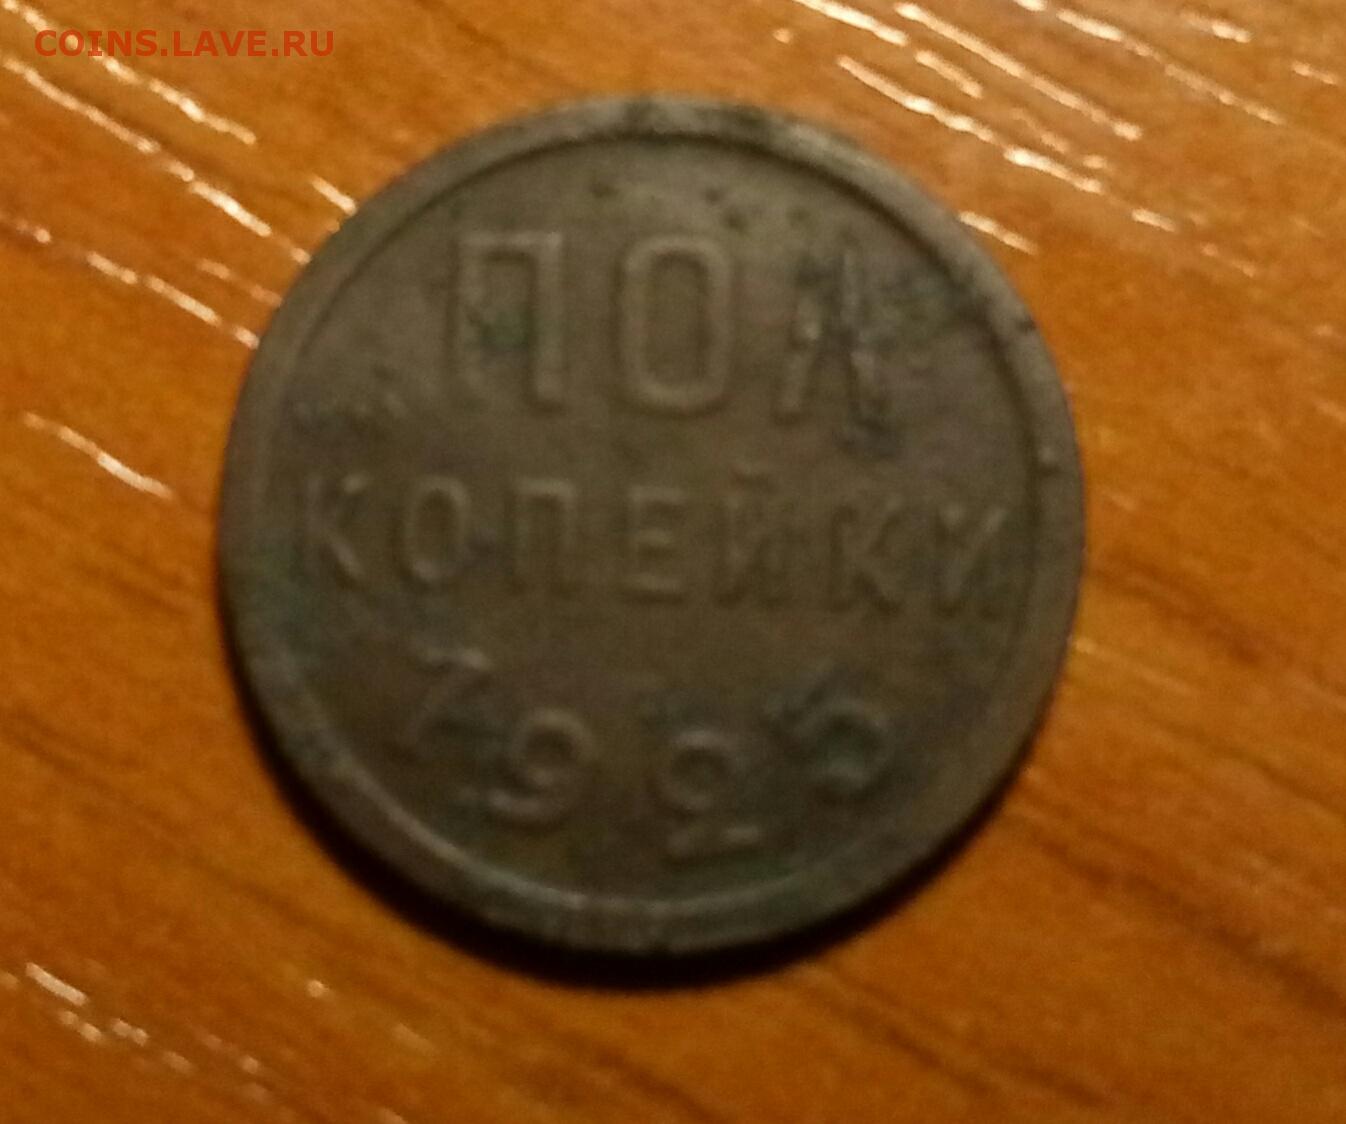 COINS.LAVE.RU
ПОЛ
КОПЕЙКИ
1925